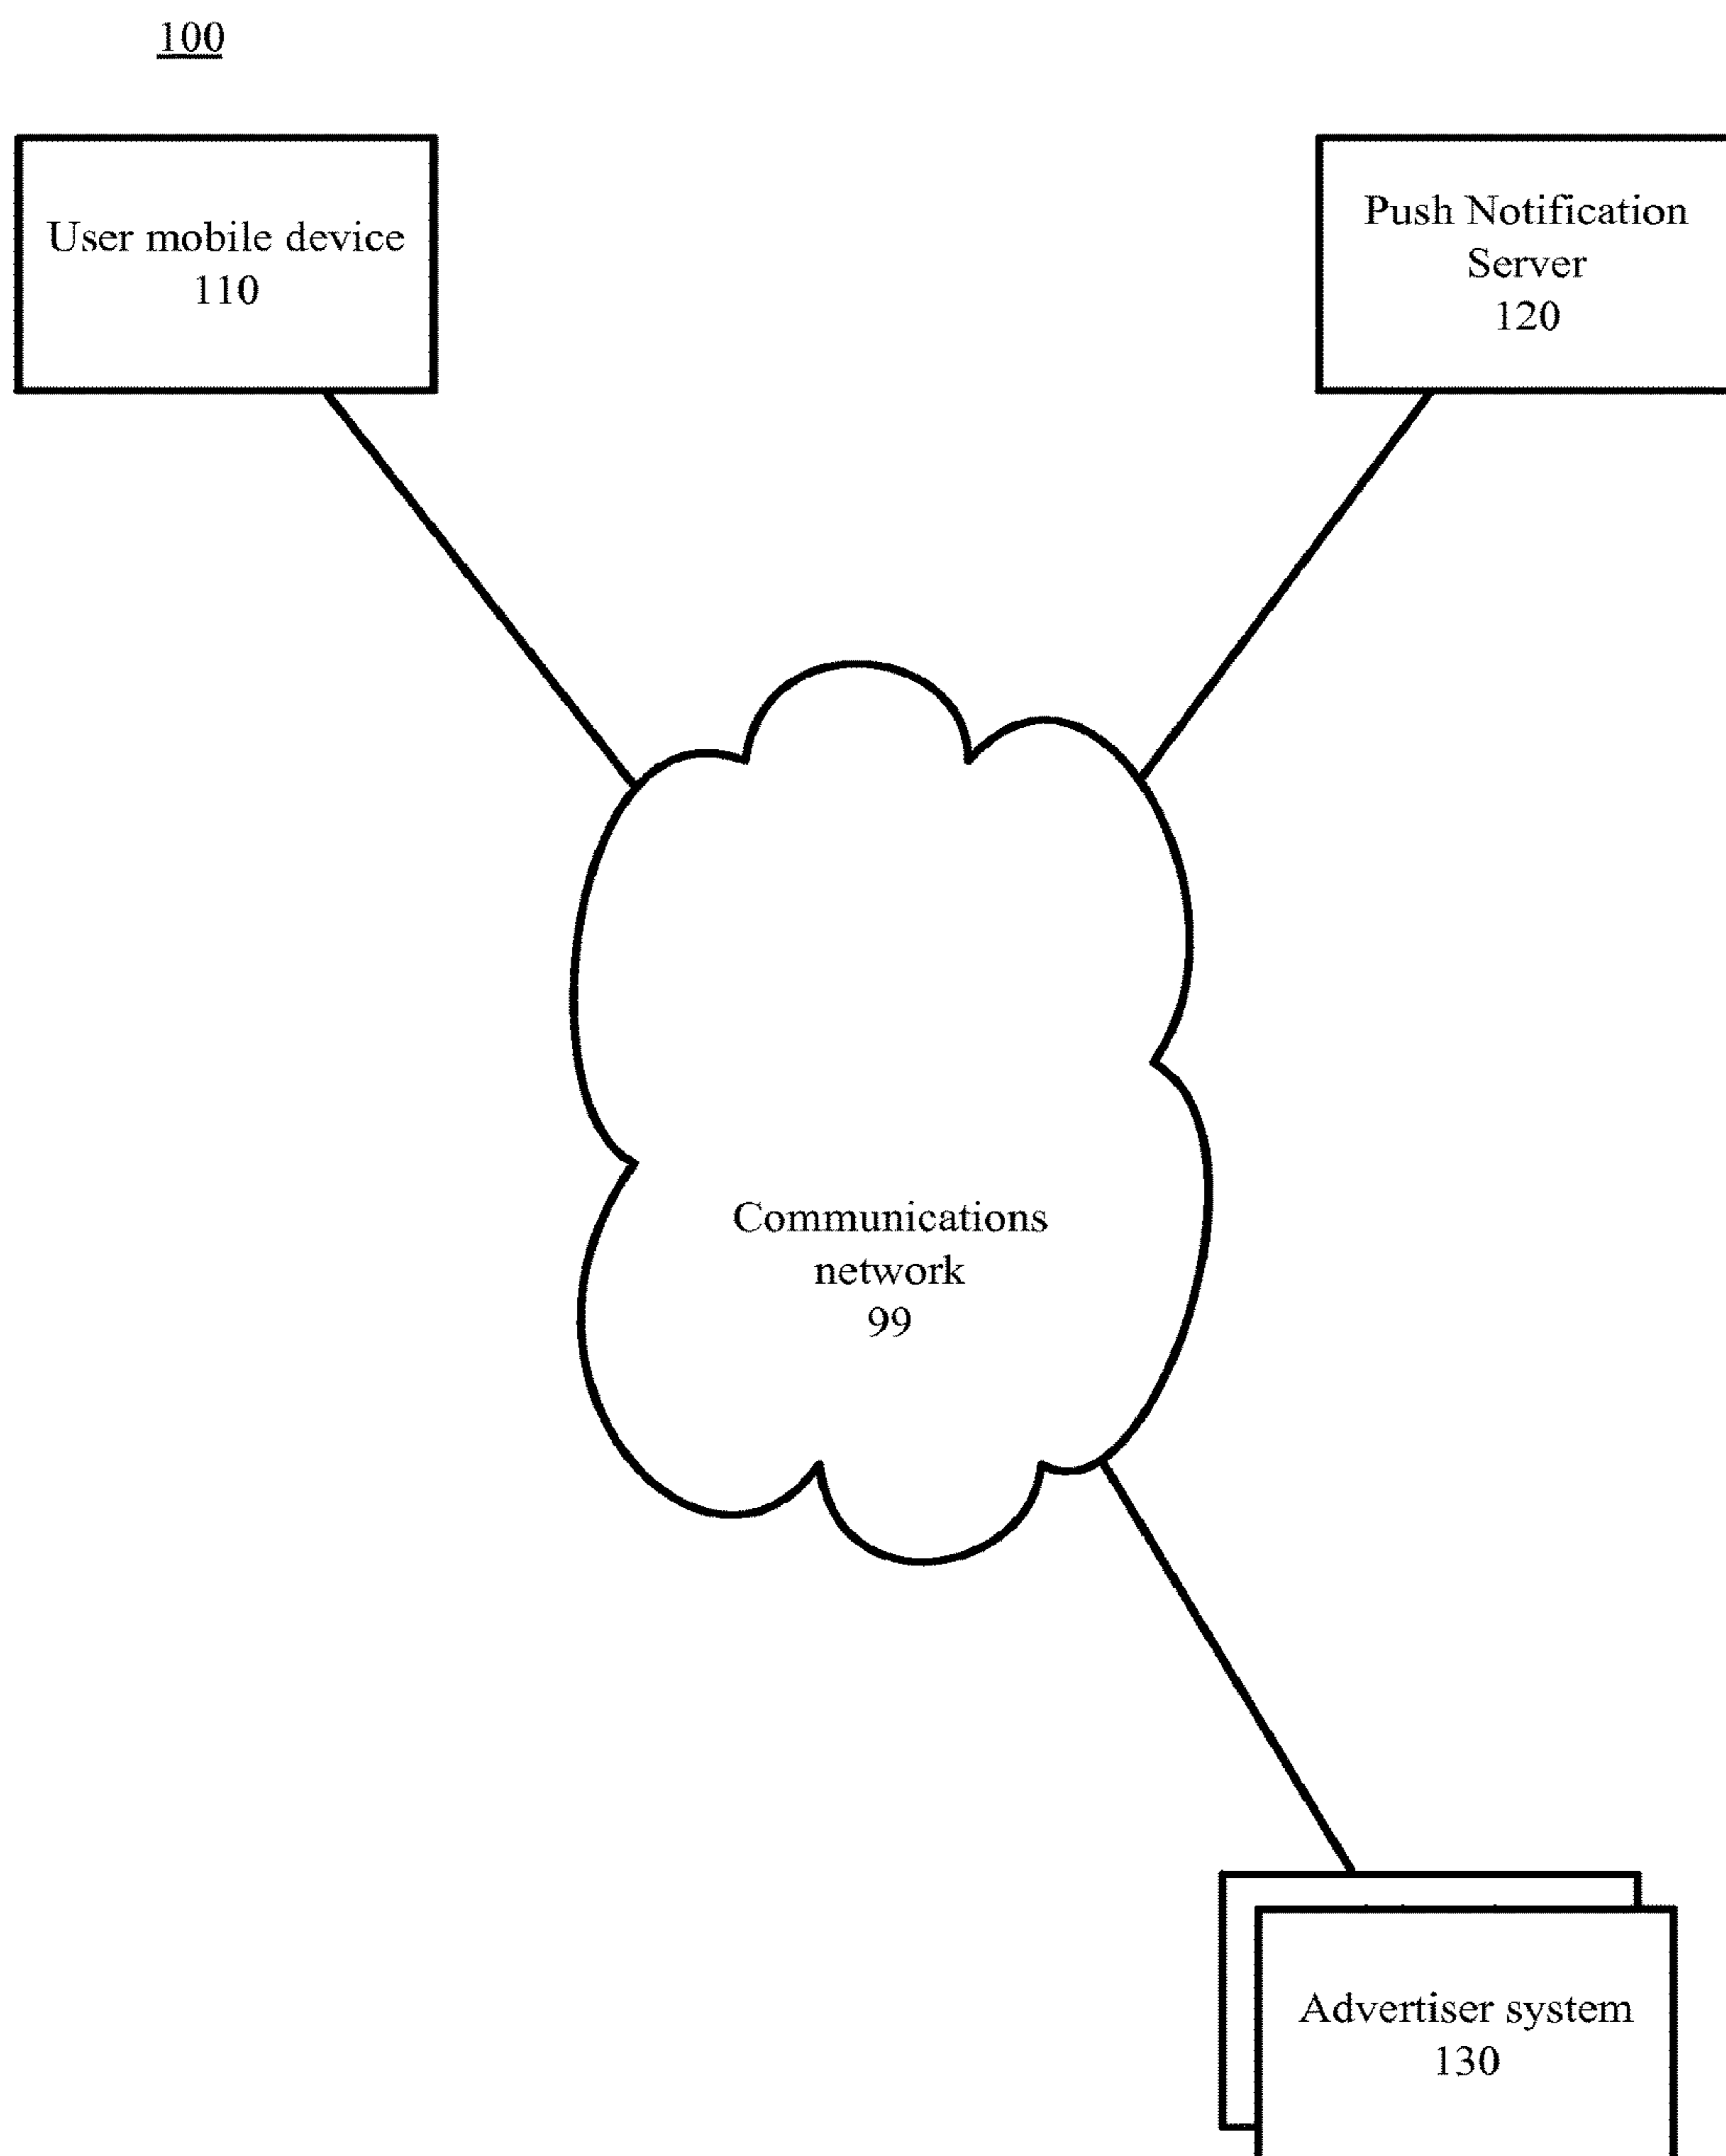 100
User mobile device
110
Push Notification
Server
120
Communications
network
99
Advertiser system
130